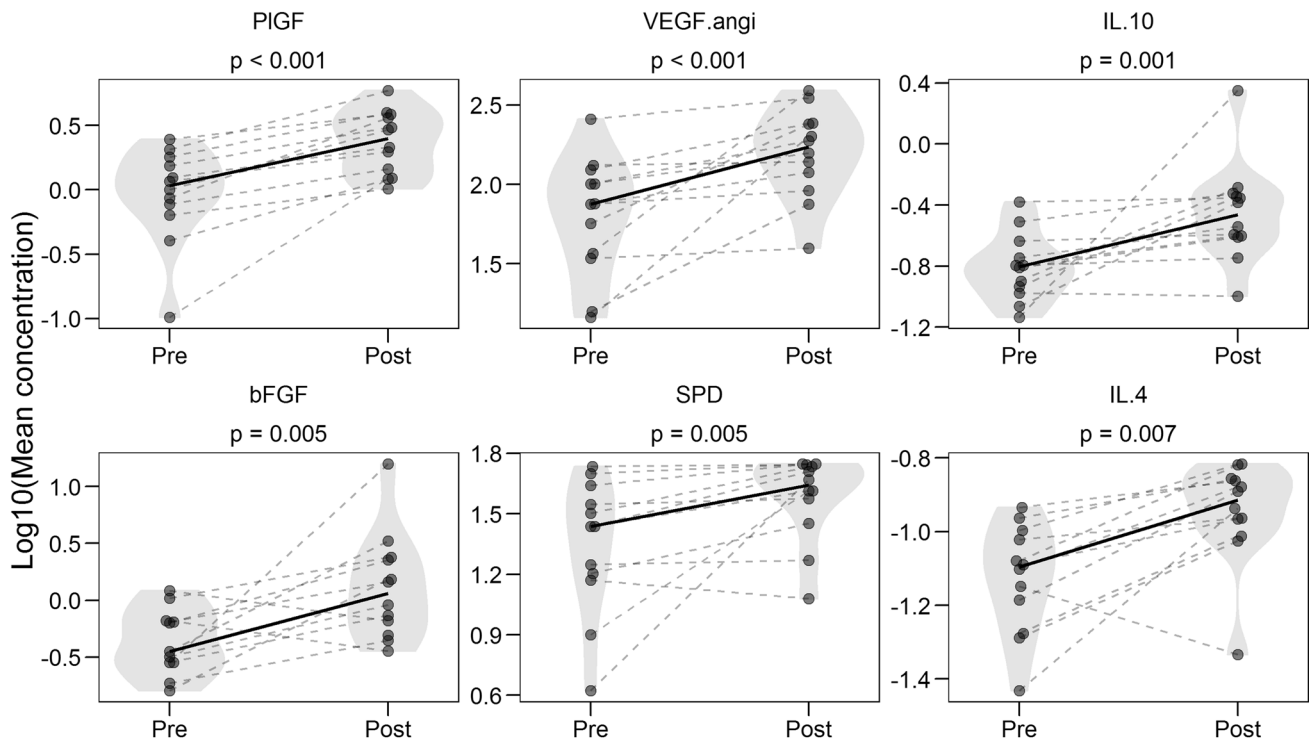 PlGF
p < 0.001
0.5
0.0
-0.5
-1.0
Pre Post
VEGF.angi
p < 0.001
2.5
2.0
1.5
Pre Post
IL.10
p = 0.001
0.4
0.0
-0.4
-0.8
-1.2
Pre Post
Log10(Mean concentration)
bFGF
p = 0.005
1.0
0.5
0.0
-0.5
Pre Post
SPD
p = 0.005
1.8
1.5
1.2
0.9
0.6
Pre Post
IL.4
p = 0.007
-0.8
-1.0
-1.2
-1.4
Pre Post